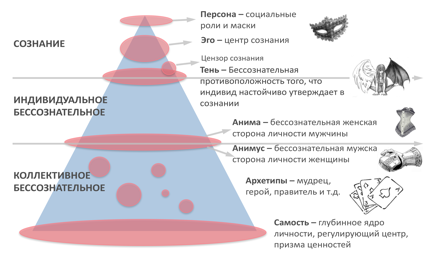 Персона – социальные
роли и маски
СОЗНАНИЕ
Эго – центр сознания
Цензор сознания
Тень – Бессознательная
противоположность того, что
индивид настойчиво утверждает в
сознании
ИНДИВИДУАЛЬНОЕ
БЕССОЗНАТЕЛЬНОЕ
Анима – бессознательная женская
сторона личности мужчины
Анимус – бессознательная мужска
сторона личности женщины
КОЛЛЕКТИВНОЕ
БЕССОЗНАТЕЛЬНОЕ
Архетипы – мудрец,
герой, правитель и т.д.
Самость – глубинное ядро
личности, регулирующий центр,
призма ценностей